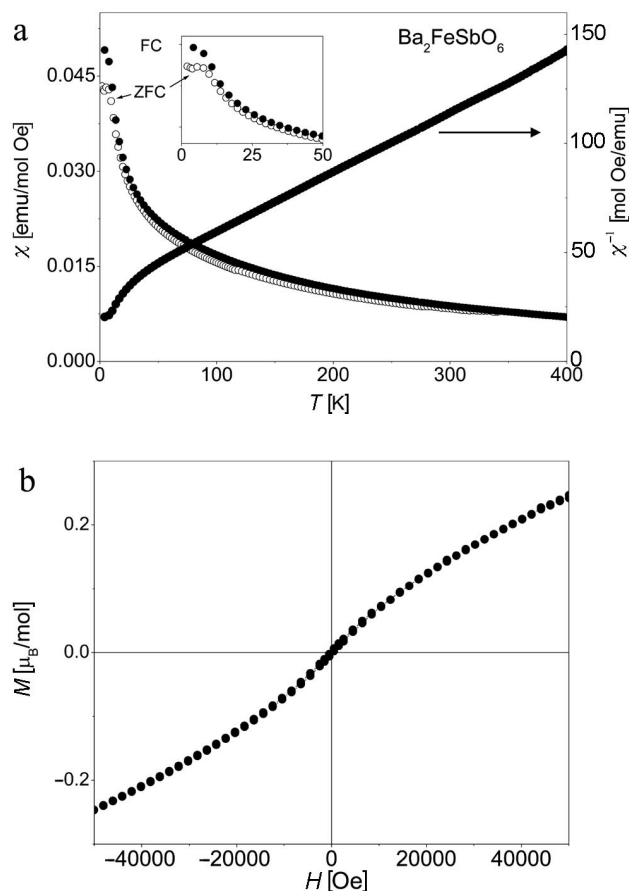 a
Ba₂FeSbO₆
FC
ZFC
0 25 50
χ [emu/mol Oe]
0.045
0.030
0.015
0.000
150
100
50
0
χ⁻¹ [mol Oe/emu]
0 100 200 300 400
T [K]
b
M [μB/mol]
0.2
0.0
−0.2
−40000 −20000 0 20000 40000
H [Oe]